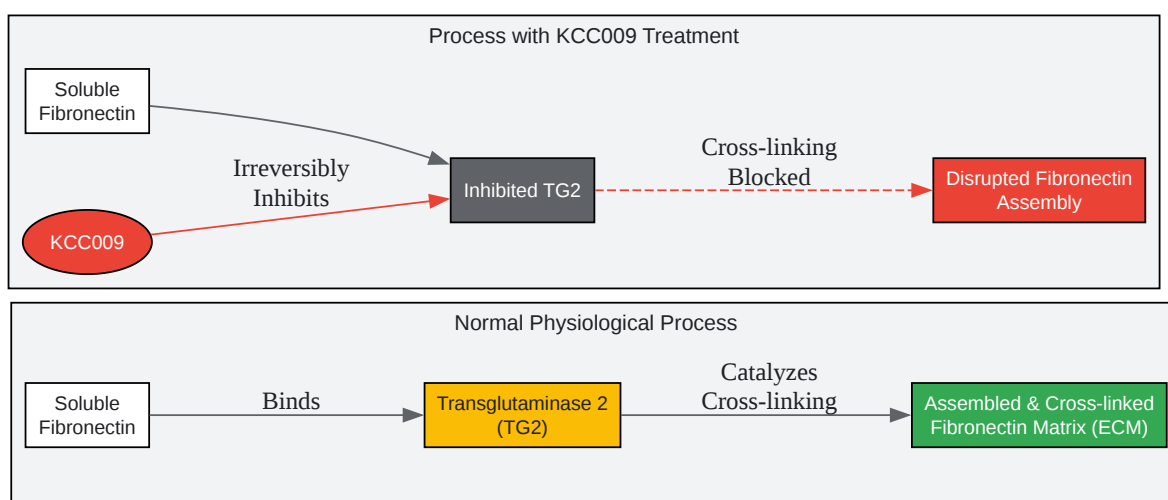 Process with KCC009 Treatment
Soluble
Fibronectin
Irreversibly
Inhibits
KCC009
Inhibited TG2
Cross-linking
Blocked
Disrupted Fibronectin
Assembly
Normal Physiological Process
Soluble
Fibronectin
Binds
Transglutaminase 2
(TG2)
Catalyzes
Cross-linking
Assembled & Cross-linked
Fibronectin Matrix (ECM)